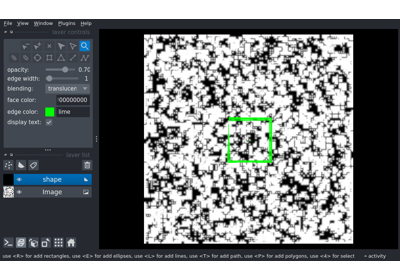 File View Window Plugins Help
layer controls
opacity: 0.70
edge width: 1
blending: translucen
face color: 00000000
edge color: lime
display text:
layer list
shape
Image
use <R> for add rectangles, use <E> for add ellipses, use <L> for add lines, use <T> for add path, use <P> for add polygons, use <4> for select activity